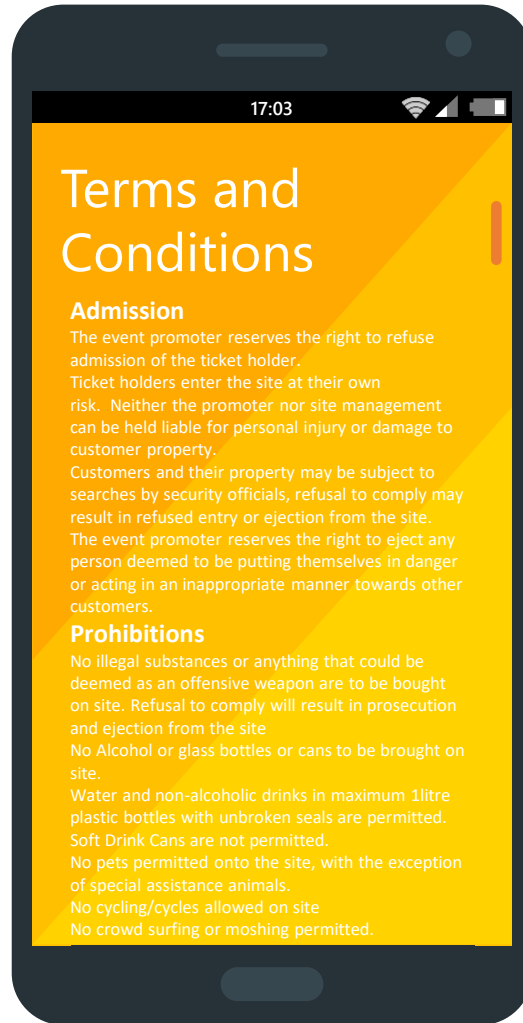 17:03
Terms and
Conditions
Admission
The event promoter reserves the right to refuse
admission of the ticket holder.
Ticket holders enter the site at their own
risk.  Neither the promoter nor site management
can be held liable for personal injury or damage to
customer property.
Customers and their property may be subject to
searches by security officials, refusal to comply may
result in refused entry or ejection from the site.
The event promoter reserves the right to eject any
person deemed to be putting themselves in danger
or acting in an inappropriate manner towards other
customers.
Prohibitions
No illegal substances or anything that could be
deemed as an offensive weapon are to be bought
on site. Refusal to comply will result in prosecution
and ejection from the site
No Alcohol or glass bottles or cans to be brought on
site.
Water and non-alcoholic drinks in maximum 1litre
plastic bottles with unbroken seals are permitted.
Soft Drink Cans are not permitted.
No pets permitted onto the site, with the exception
of special assistance animals.
No cycling/cycles allowed on site
No crowd surfing or moshing permitted.